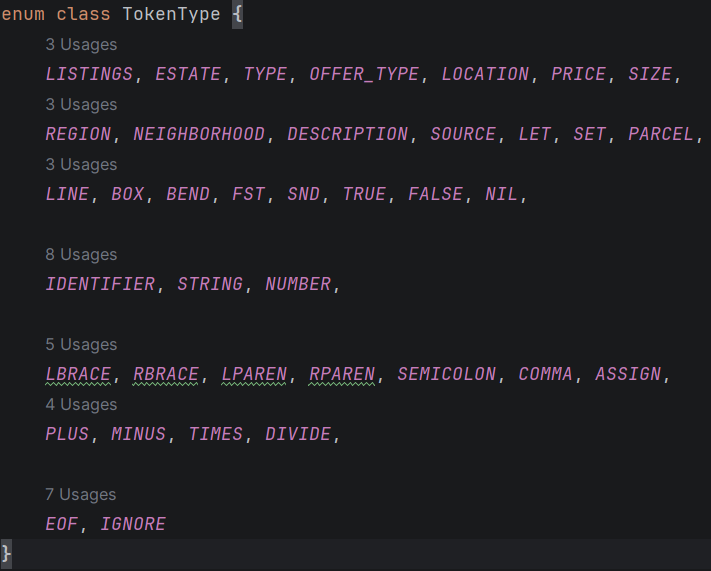 enum class TokenType {
3 Usages
LISTINGS, ESTATE, TYPE, OFFER_TYPE, LOCATION, PRICE, SIZE,
3 Usages
REGION, NEIGHBORHOOD, DESCRIPTION, SOURCE, LET, SET, PARCEL,
3 Usages
LINE, BOX, BEND, FST, SND, TRUE, FALSE, NIL,
8 Usages
IDENTIFIER, STRING, NUMBER,
5 Usages
LBRACE, RBRACE, LPAREN, RPAREN, SEMICOLON, COMMA, ASSIGN,
4 Usages
PLUS, MINUS, TIMES, DIVIDE,
7 Usages
EOF, IGNORE
}